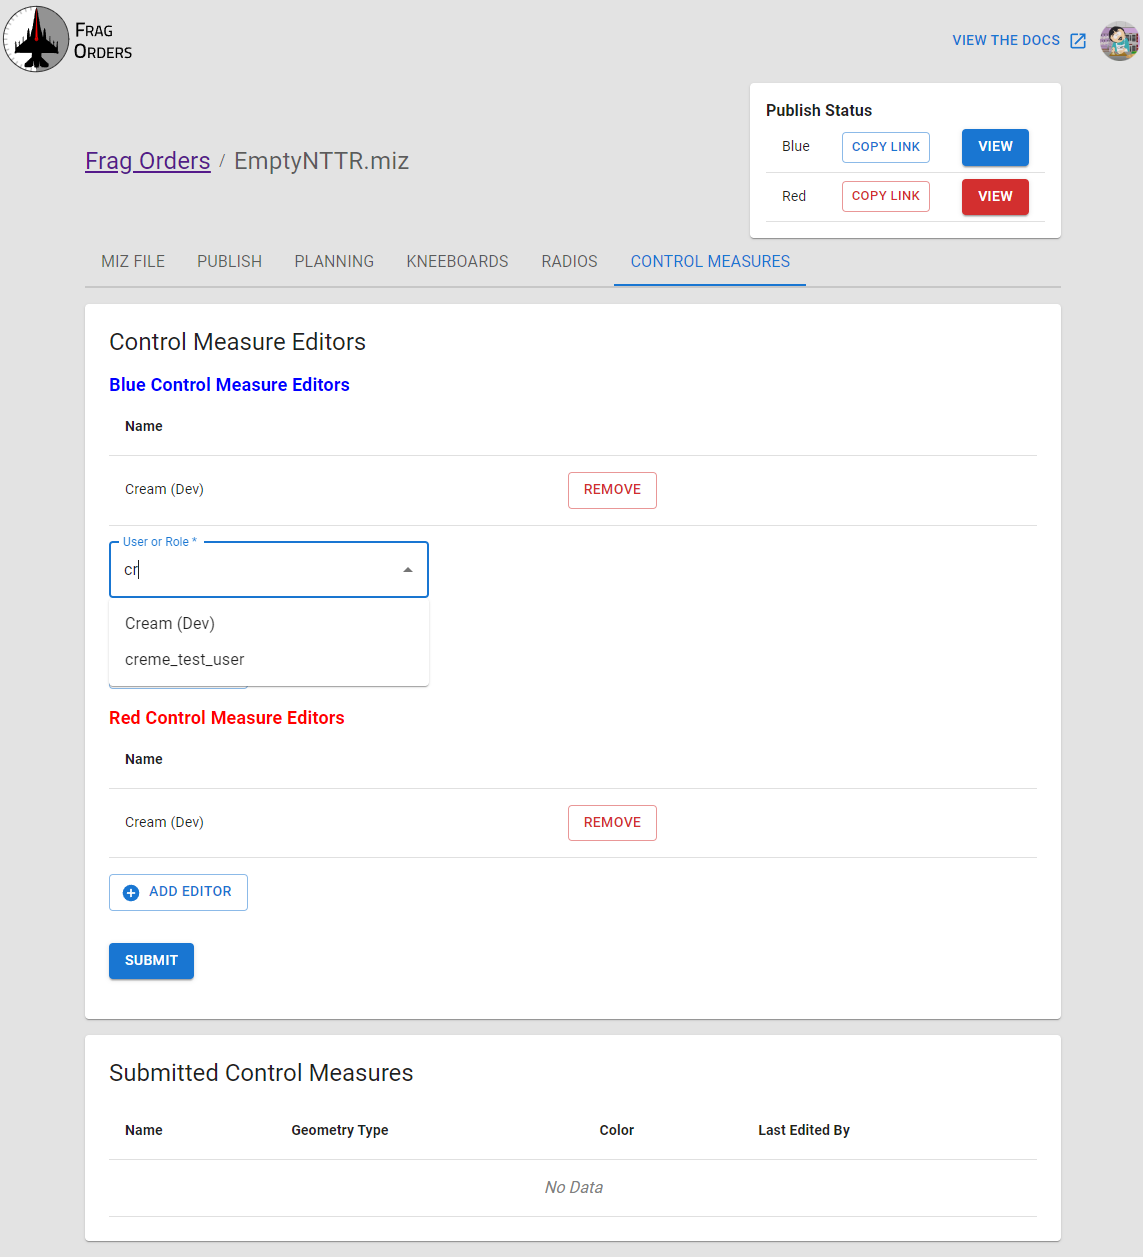 FRAG
ORDERS
VIEW THE DOCS
Publish Status
Blue COPY LINK VIEW
Red COPY LINK VIEW
Frag Orders / EmptyNTTR.miz
MIZ FILE PUBLISH PLANNING KNEEBOARDS RADIOS CONTROL MEASURES
Control Measure Editors
Blue Control Measure Editors
Name
Cream (Dev) REMOVE
User or Role *
cr
Cream (Dev)
creme_test_user
Red Control Measure Editors
Name
Cream (Dev) REMOVE
ADD EDITOR
SUBMIT
Submitted Control Measures
Name Geometry Type Color Last Edited By
No Data